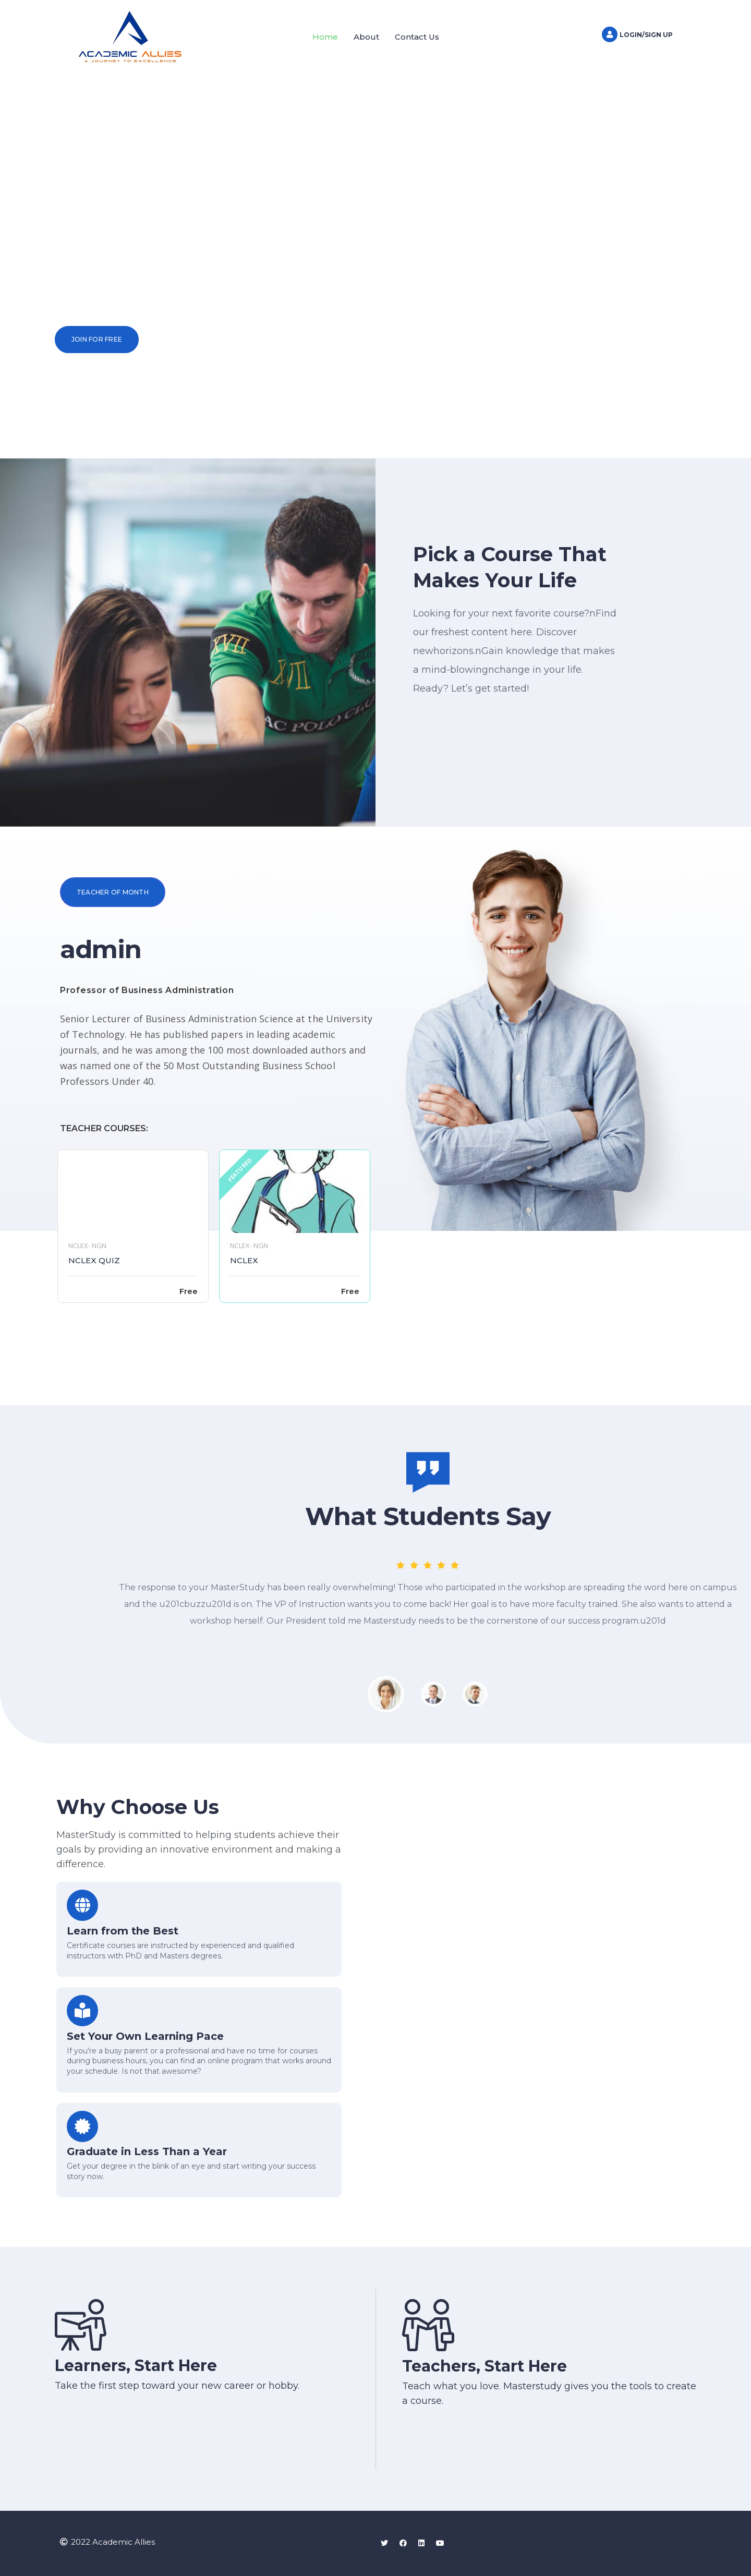 ACADEMIC ALLIES
A JOURNEY TO EXCELLENCE
Home About Contact Us
LOGIN/SIGN UP
JOIN FOR FREE
Pick a Course That
Makes Your Life
Looking for your next favorite course?nFind
our freshest content here. Discover
newhorizons.nGain knowledge that makes
a mind-blowingnchange in your life.
Ready? Let’s get started!
XVII
XII
AC POLO CLUB
TEACHER OF MONTH
admin
Professor of Business Administration
Senior Lecturer of Business Administration Science at the University
of Technology. He has published papers in leading academic
journals, and he was among the 100 most downloaded authors and
was named one of the 50 Most Outstanding Business School
Professors Under 40.
TEACHER COURSES:
NCLEX- NGN
NCLEX QUIZ
Free
FEATURED
NCLEX- NGN
NCLEX
Free
What Students Say
The response to your MasterStudy has been really overwhelming! Those who participated in the workshop are spreading the word here on campus
and the u201cbuzzu201d is on. The VP of Instruction wants you to come back! Her goal is to have more faculty trained. She also wants to attend a
workshop herself. Our President told me Masterstudy needs to be the cornerstone of our success program.u201d
Why Choose Us
MasterStudy is committed to helping students achieve their
goals by providing an innovative environment and making a
difference.
Learn from the Best
Certificate courses are instructed by experienced and qualified
instructors with PhD and Masters degrees.
Set Your Own Learning Pace
If you’re a busy parent or a professional and have no time for courses
during business hours, you can find an online program that works around
your schedule. Is not that awesome?
Graduate in Less Than a Year
Get your degree in the blink of an eye and start writing your success
story now.
Learners, Start Here
Take the first step toward your new career or hobby.
Teachers, Start Here
Teach what you love. Masterstudy gives you the tools to create
a course.
© 2022 Academic Allies